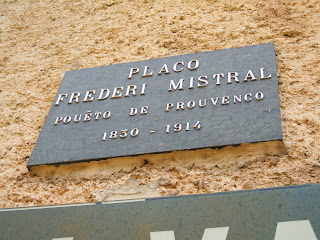 PLACO
FREDERI MISTRAL
POUÈTO DE PROUVENCO
1830 - 1914